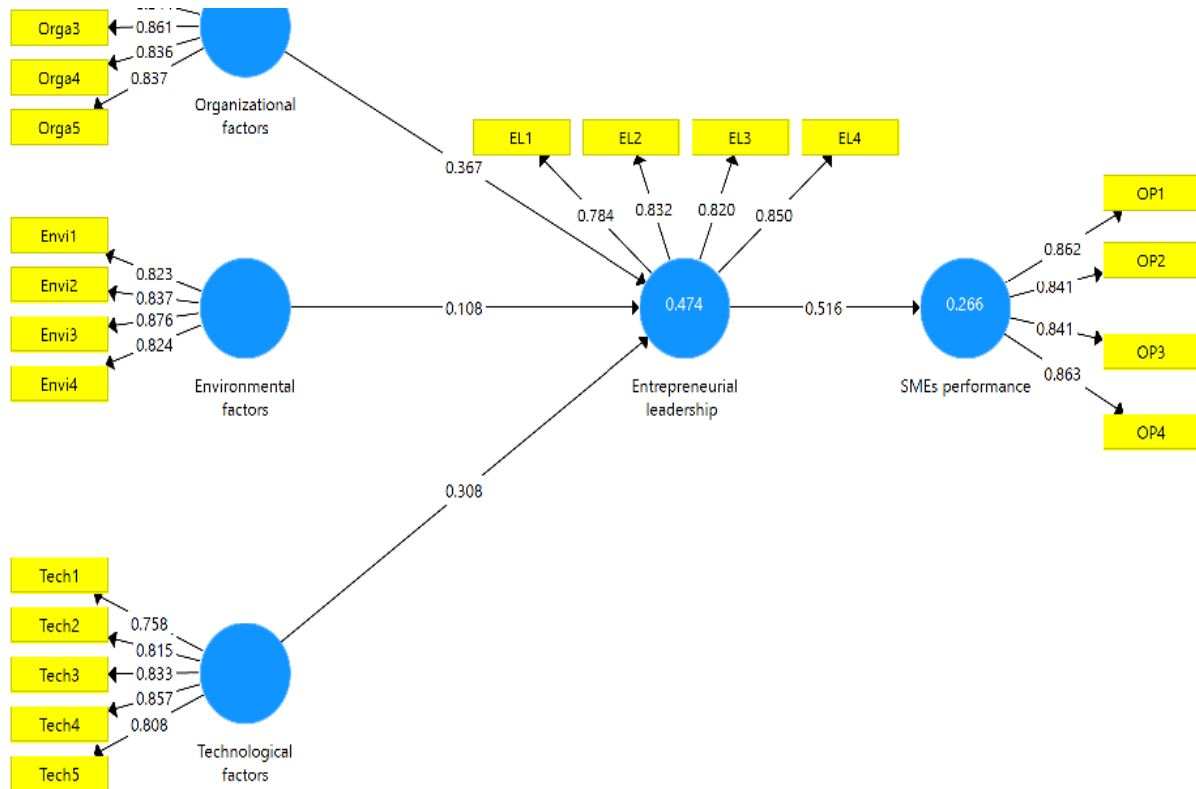 Orga3
0.861
0.836
Orga4
0.837
Orga5
Organizational
factors
0.367
EL1
EL2
EL3
EL4
0.784
0.832
0.820
0.850
Envi1
0.823
Envi2
0.837
Envi3
0.876
0.824
Envi4
Environmental
factors
0.108
0.474
Entrepreneurial
leadership
0.516
0.266
SMEs performance
OP1
0.862
OP2
0.841
0.841
OP3
0.863
OP4
0.308
Tech1
0.758
Tech2
0.815
Tech3
0.833
0.857
Tech4
0.808
Tech5
Technological
factors